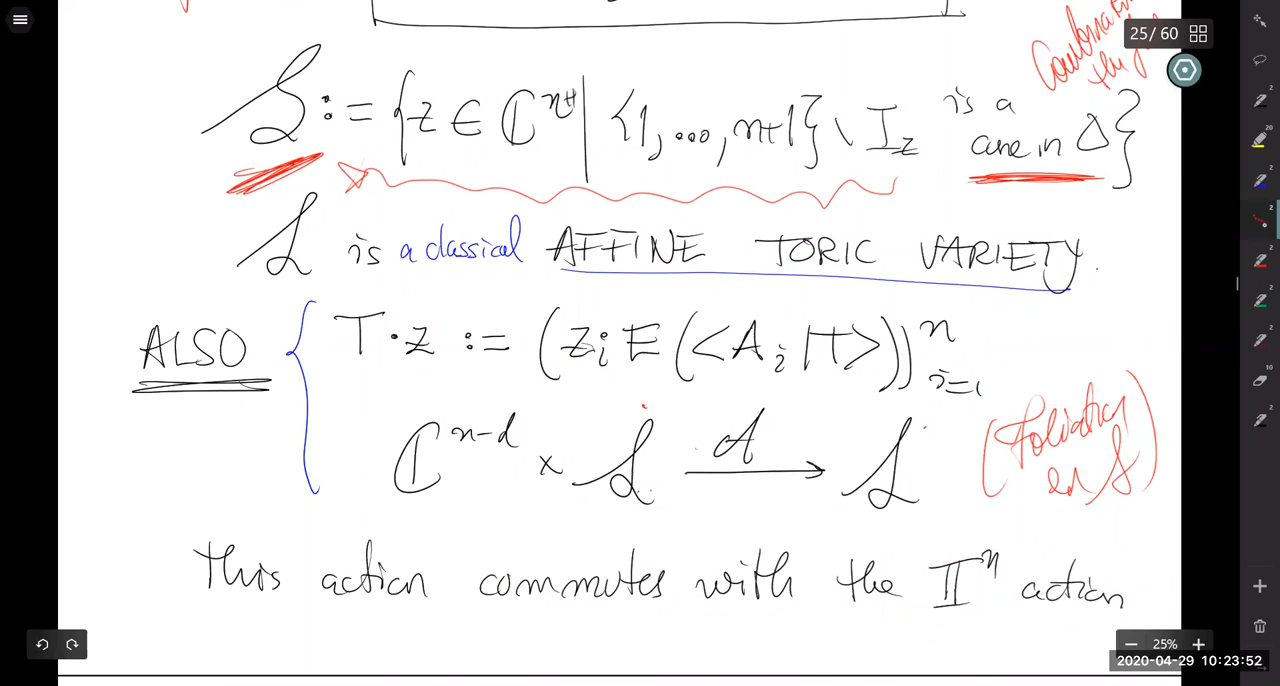 25/60
Combinat
S := {z ∈ ℂ^{n+1} | {1, ..., n+1} \ I_z is a cone in Δ}
S is a classical AFFINE TORIC VARIETY.
ALSO { T · z := (z_i E(<A_i|T>))_{i=1}^n
ℂ^{n-d} × S →^A S (Foliation on S)
This action commutes with the 𝕋^n action
25%
2020-04-29 10:23:52